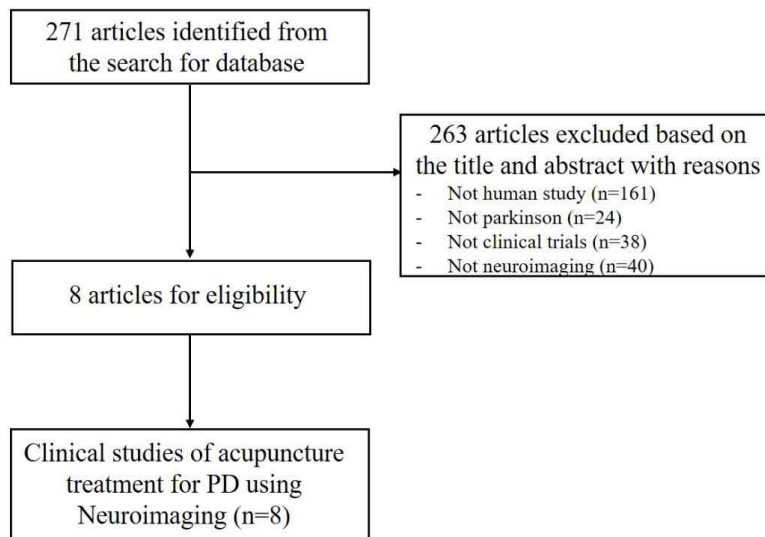 271 articles identified from
the search for database
263 articles excluded based on
the title and abstract with reasons
- Not human study (n=161)
- Not parkinson (n=24)
- Not clinical trials (n=38)
- Not neuroimaging (n=40)
8 articles for eligibility
Clinical studies of acupuncture
treatment for PD using
Neuroimaging (n=8)